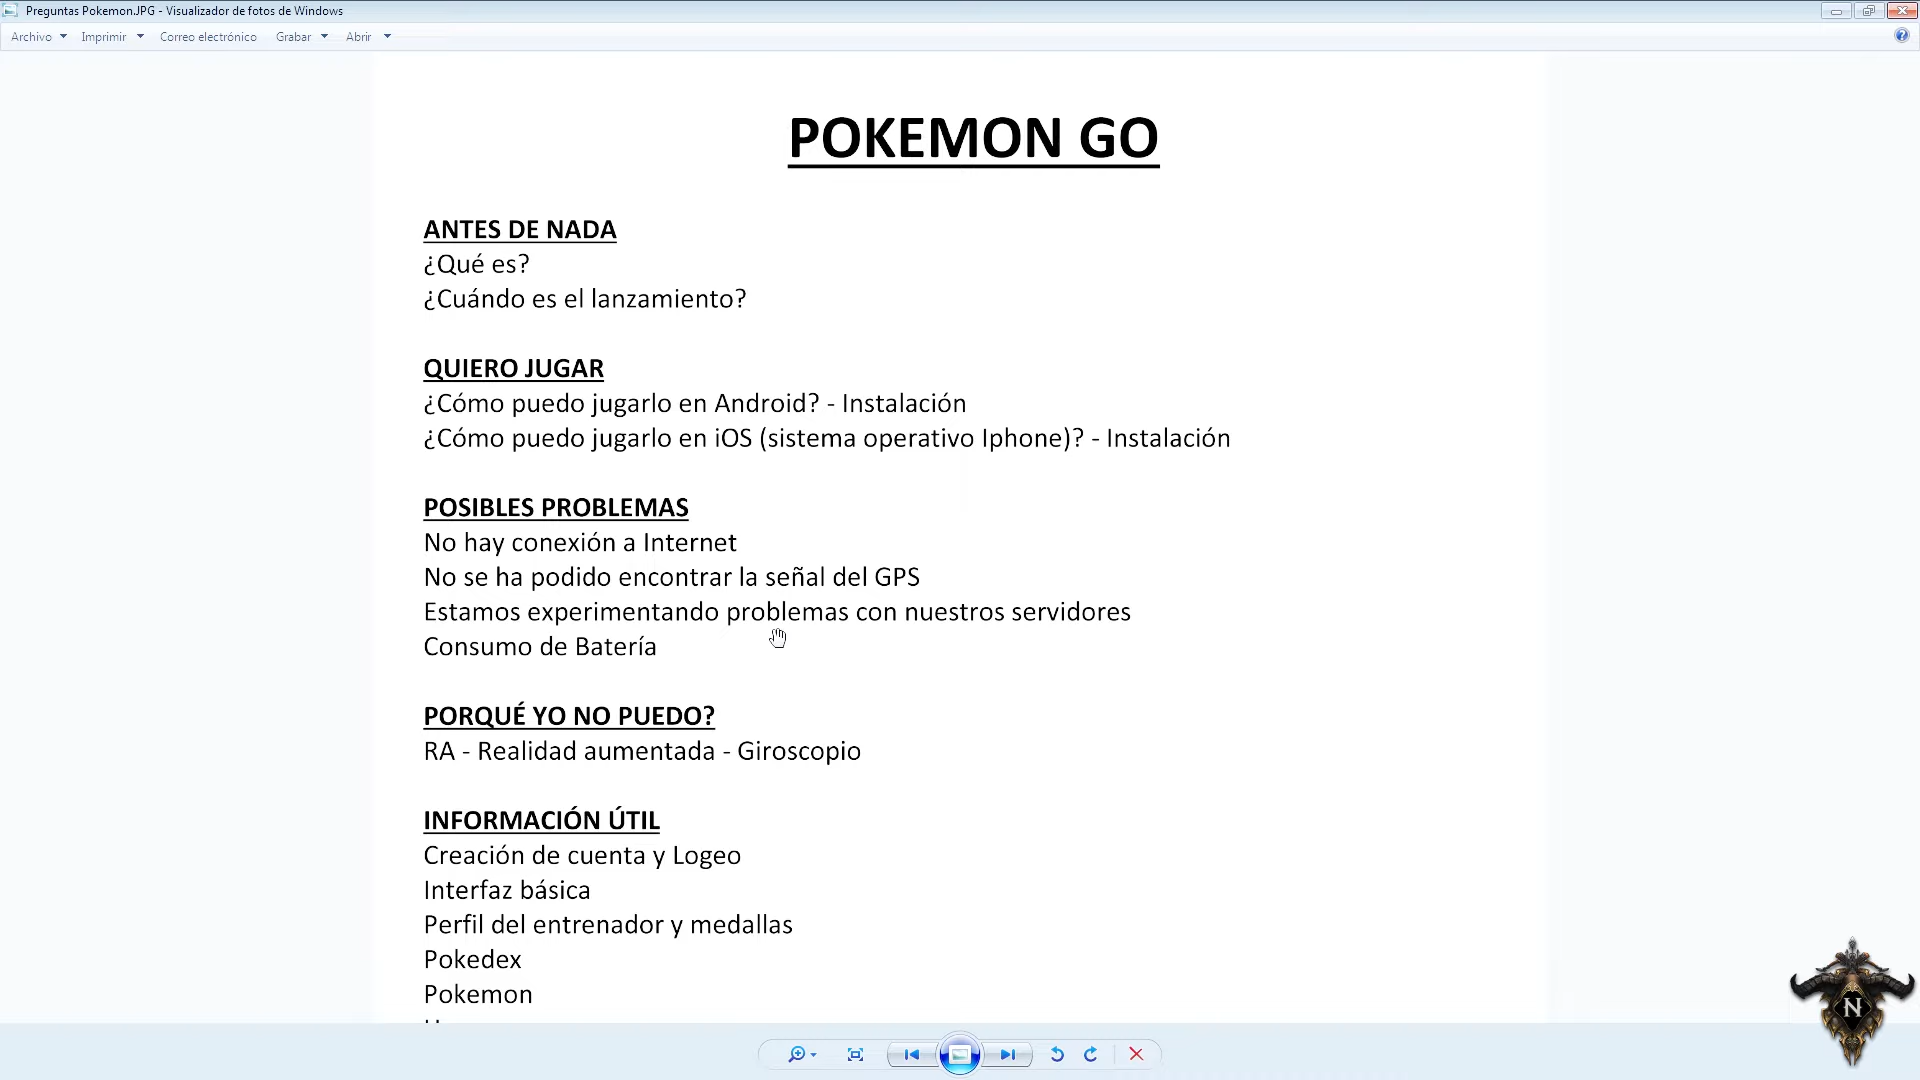 Preguntas Pokemon.JPG - Visualizador de fotos de Windows
Archivo Imprimir Correo electrónico Grabar Abrir
POKEMON GO
ANTES DE NADA
¿Qué es?
¿Cuándo es el lanzamiento?
QUIERO JUGAR
¿Cómo puedo jugarlo en Android? - Instalación
¿Cómo puedo jugarlo en iOS (sistema operativo Iphone)? - Instalación
POSIBLES PROBLEMAS
No hay conexión a Internet
No se ha podido encontrar la señal del GPS
Estamos experimentando problemas con nuestros servidores
Consumo de Batería
PORQUÉ YO NO PUEDO?
RA - Realidad aumentada - Giroscopio
INFORMACIÓN ÚTIL
Creación de cuenta y Logeo
Interfaz básica
Perfil del entrenador y medallas
Pokedex
Pokemon
N